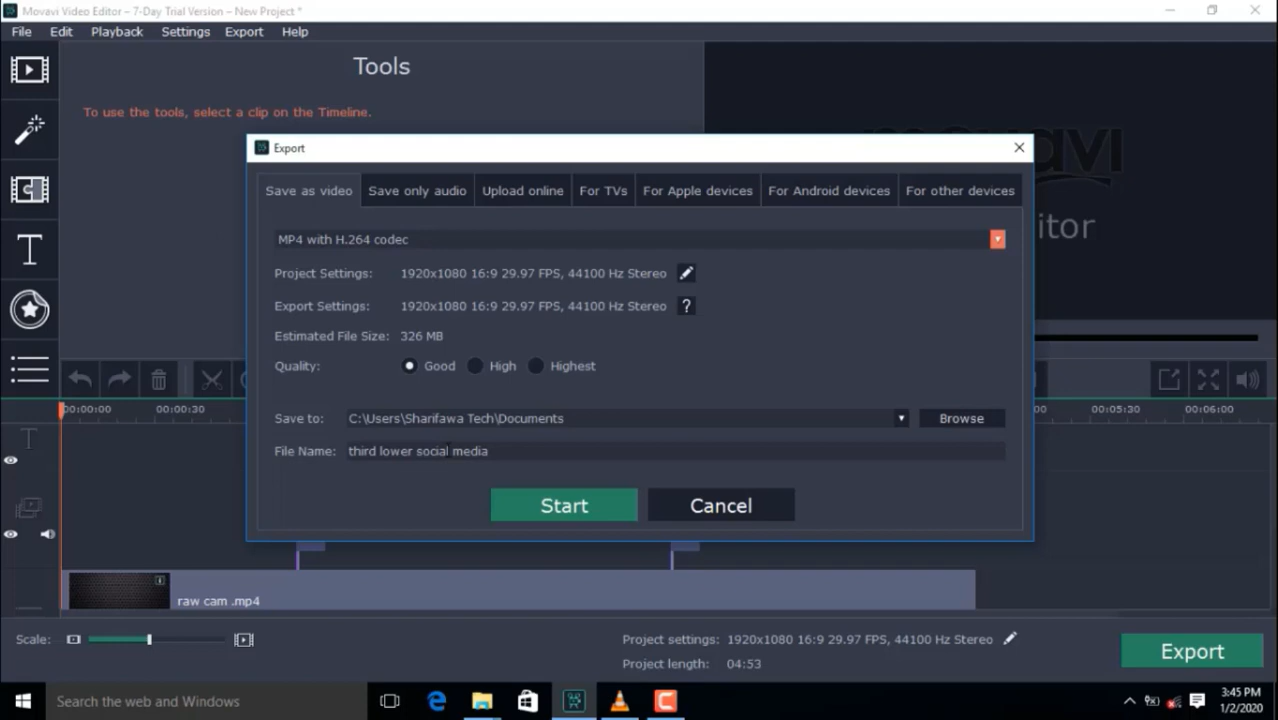 Movavi Video Editor – 7-Day Trial Version – New Project *
File Edit Playback Settings Export Help
Tools
To use the tools, select a clip on the Timeline.
Export
Save as video Save only audio Upload online For TVs For Apple devices For Android devices For other devices
MP4 with H.264 codec
Project Settings: 1920x1080 16:9 29.97 FPS, 44100 Hz Stereo
Export Settings: 1920x1080 16:9 29.97 FPS, 44100 Hz Stereo ?
Estimated File Size: 326 MB
Quality: Good High Highest
Save to: C:\Users\Sharifawa Tech\Documents Browse
File Name: third lower social media
Start Cancel
00:00:00 00:00:30 00:05:30 00:06:00
raw cam .mp4
Scale:
Project settings: 1920x1080 16:9 29.97 FPS, 44100 Hz Stereo
Project length: 04:53
Export
Search the web and Windows
3:45 PM
1/2/2020